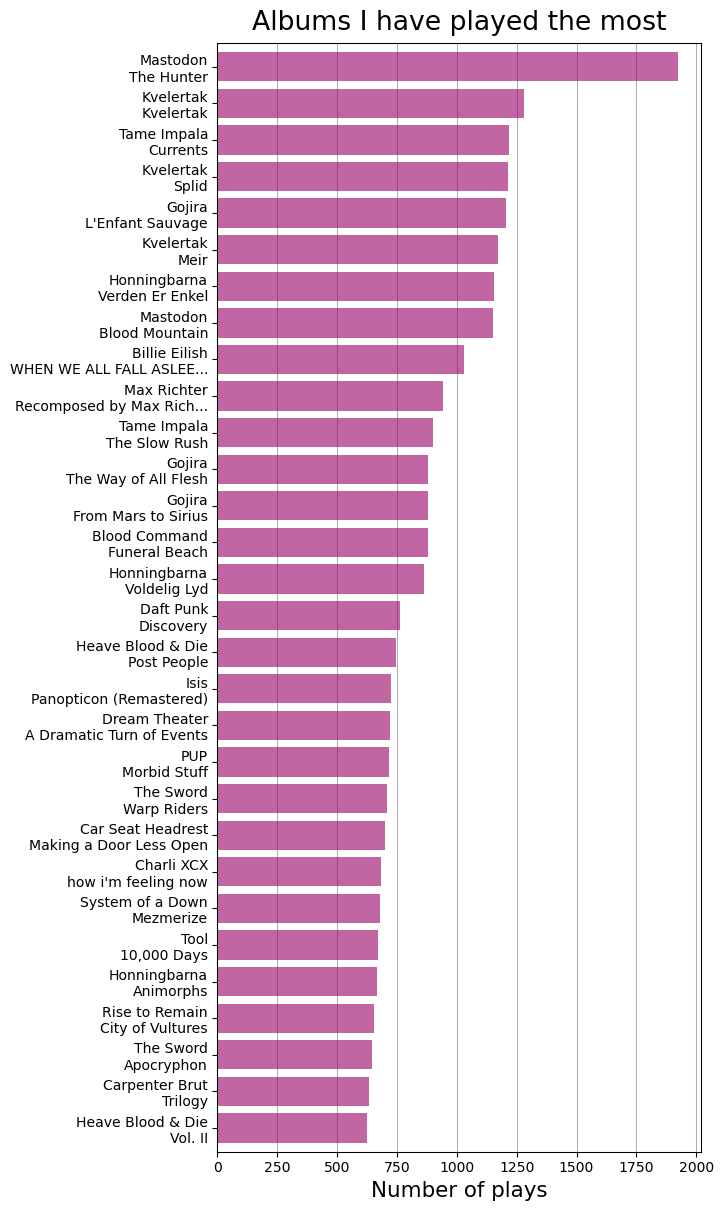 Albums I have played the most
Mastodon
The Hunter
Kvelertak
Kvelertak
Tame Impala
Currents
Kvelertak
Splid
Gojira
L'Enfant Sauvage
Kvelertak
Meir
Honningbarna
Verden Er Enkel
Mastodon
Blood Mountain
Billie Eilish
WHEN WE ALL FALL ASLEE...
Max Richter
Recomposed by Max Rich...
Tame Impala
The Slow Rush
Gojira
The Way of All Flesh
Gojira
From Mars to Sirius
Blood Command
Funeral Beach
Honningbarna
Voldelig Lyd
Daft Punk
Discovery
Heave Blood & Die
Post People
Isis
Panopticon (Remastered)
Dream Theater
A Dramatic Turn of Events
PUP
Morbid Stuff
The Sword
Warp Riders
Car Seat Headrest
Making a Door Less Open
Charli XCX
how i'm feeling now
System of a Down
Mezmerize
Tool
10,000 Days
Honningbarna
Animorphs
Rise to Remain
City of Vultures
The Sword
Apocryphon
Carpenter Brut
Trilogy
Heave Blood & Die
Vol. II
0 250 500 750 1000 1250 1500 1750 2000
Number of plays